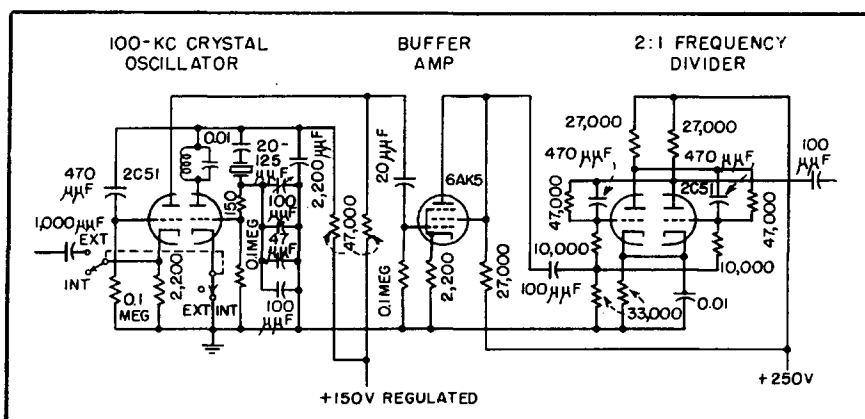 100-KC CRYSTAL
OSCILLATOR
BUFFER
AMP
2:1 FREQUENCY
DIVIDER
470
μμF
2C51
0.01
20-
125
μμF
2,200
μμF
150
100
μμF
47
μμF
100
μμF
0.1MEG
1,000 μμF
EXT
INT
0.1
MEG
2,200
EXT
INT
47,000
+150V REGULATED
20 μμF
6AK5
0.1MEG
2,200
27,000
27,000
27,000
470
μμF
470
μμF
2C51
100
μμF
47,000
47,000
10,000
10,000
100 μμF
33,000
0.01
+250V